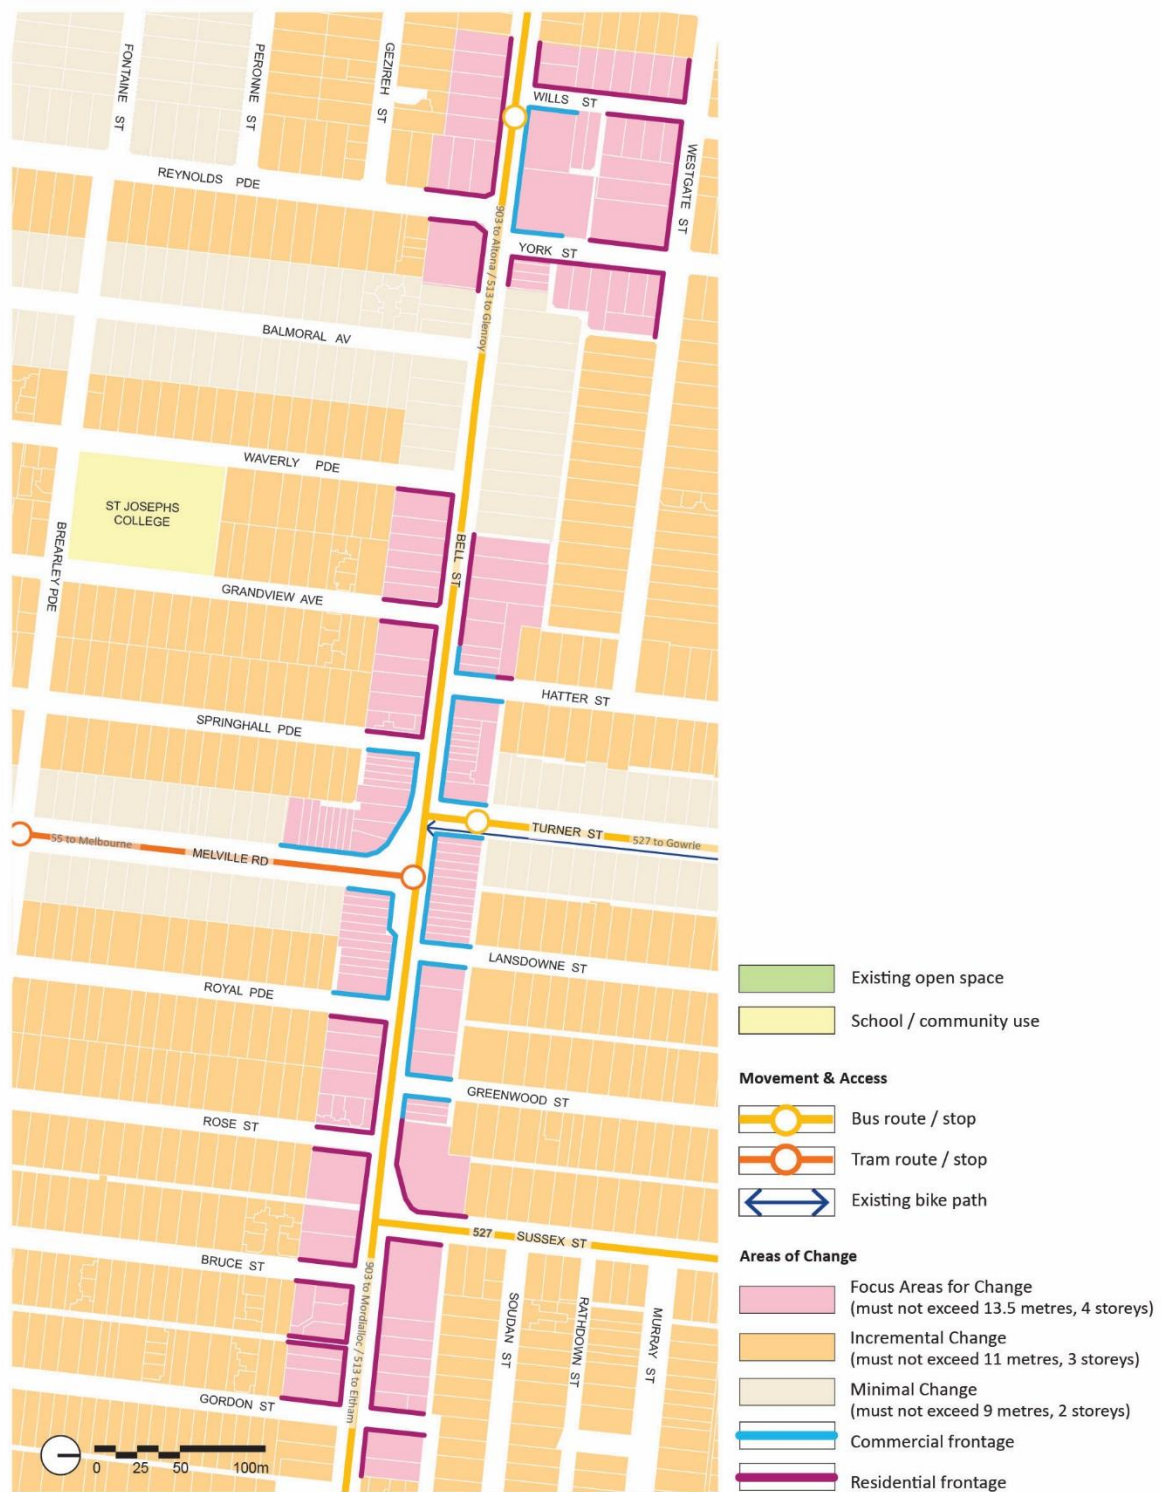 FONTAINE ST
PERONNE ST
GEZIREH ST
WILLS ST
WESTGATE ST
REYNOLDS PDE
903 to Altona / 513 to Glenroy
YORK ST
BALMORAL AV
WAVERLY PDE
ST JOSEPHS
COLLEGE
BREARLEY PDE
BELL ST
GRANDVIEW AVE
HATTER ST
SPRINGHALL PDE
TURNER ST
527 to Gowrie
55 to Melbourne
MELVILLE RD
LANSDOWNE ST
ROYAL PDE
GREENWOOD ST
ROSE ST
527 SUSSEX ST
BRUCE ST
903 to Mordialloc / 513 to Eltham
SOUDAN ST
RATHDOWN ST
MURRAY ST
GORDON ST
0 25 50 100m
Existing open space
School / community use
Movement & Access
Bus route / stop
Tram route / stop
Existing bike path
Areas of Change
Focus Areas for Change
(must not exceed 13.5 metres, 4 storeys)
Incremental Change
(must not exceed 11 metres, 3 storeys)
Minimal Change
(must not exceed 9 metres, 2 storeys)
Commercial frontage
Residential frontage